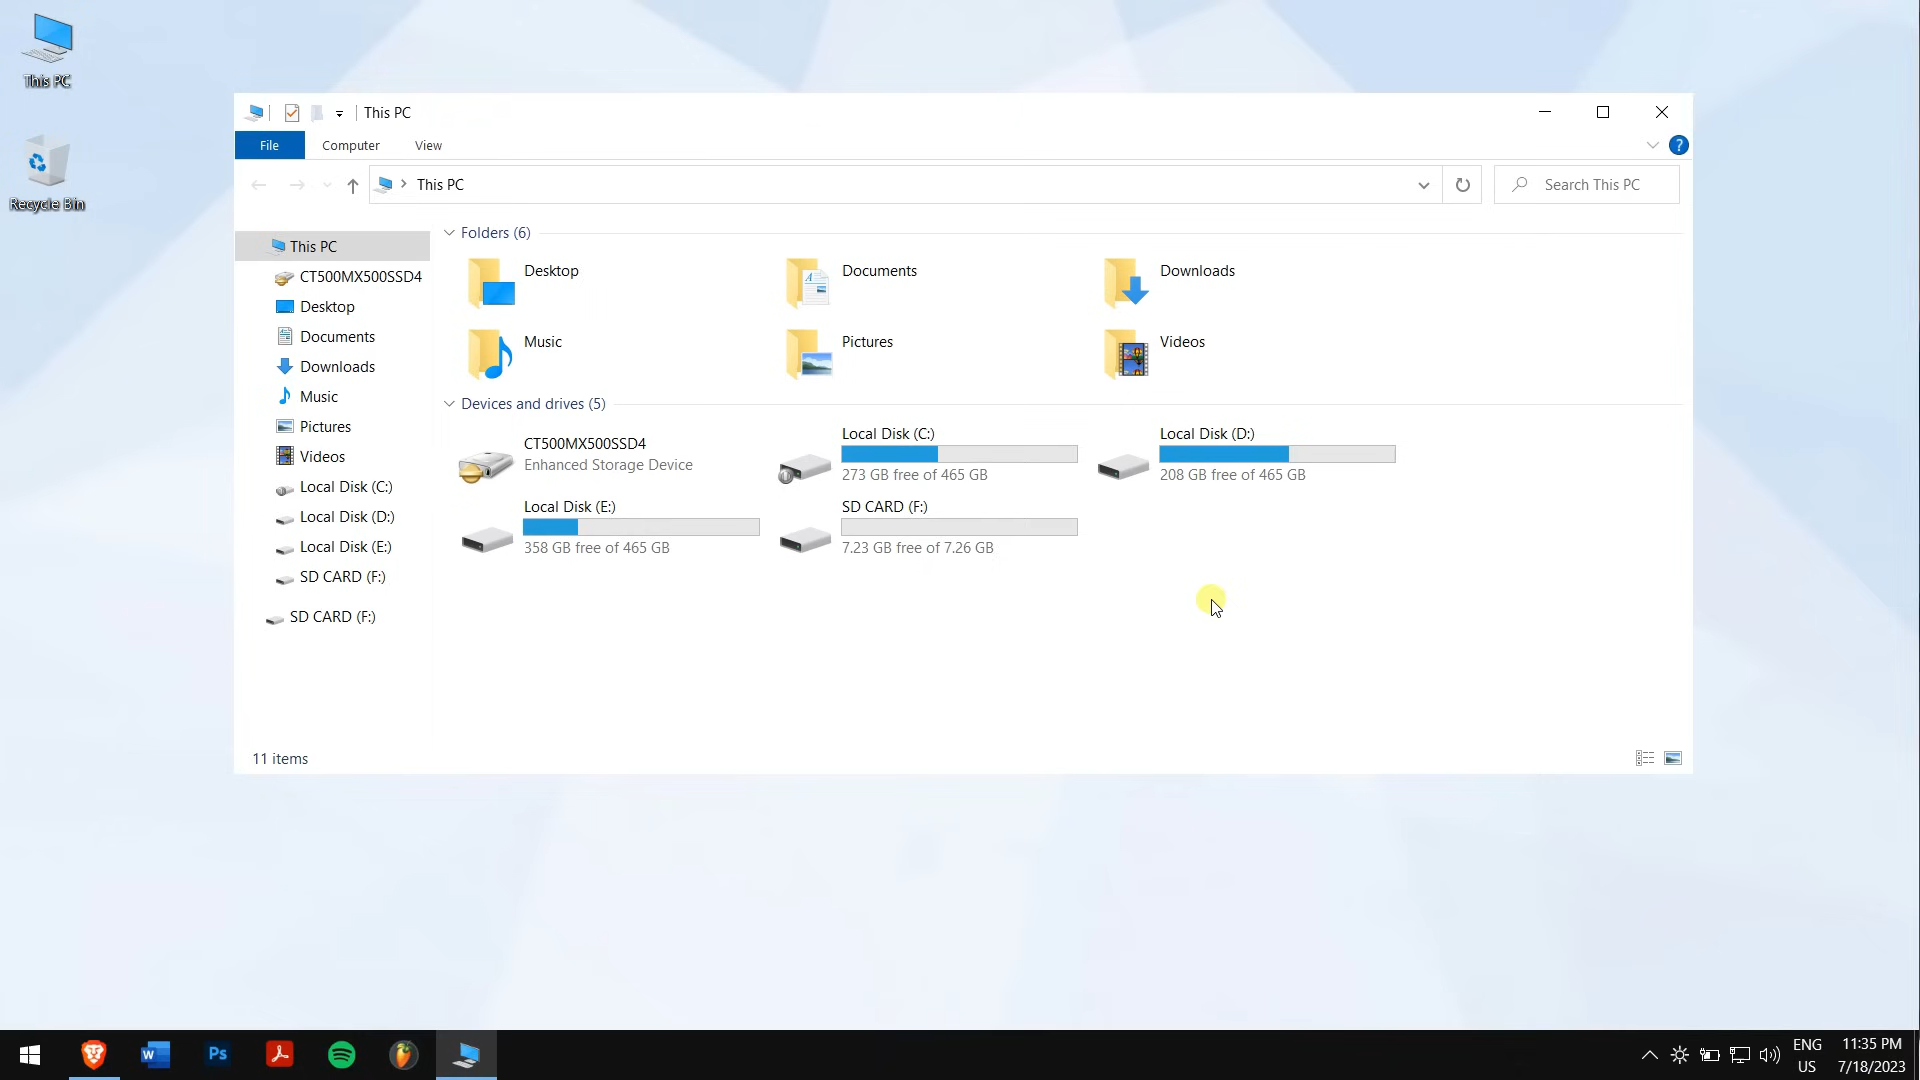 This PC
Recycle Bin
This PC
File
Computer
View
?
This PC
Search This PC
This PC
CT500MX500SSD4
Desktop
Documents
Downloads
Music
Pictures
Videos
Local Disk (C:)
Local Disk (D:)
Local Disk (E:)
SD CARD (F:)
SD CARD (F:)
Folders (6)
Desktop
Documents
Downloads
Music
Pictures
Videos
Devices and drives (5)
CT500MX500SSD4
Enhanced Storage Device
Local Disk (C:)
273 GB free of 465 GB
Local Disk (D:)
208 GB free of 465 GB
Local Disk (E:)
358 GB free of 465 GB
SD CARD (F:)
7.23 GB free of 7.26 GB
11 items
W
Ps
ENG
US
11:35 PM
7/18/2023